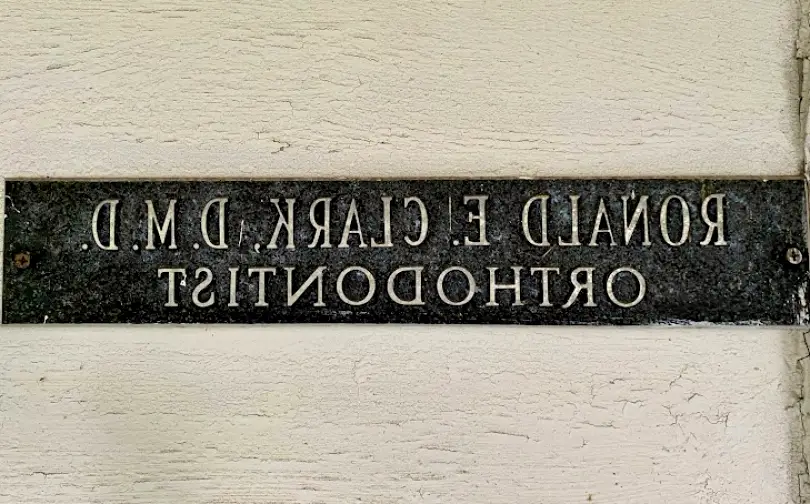 RONALD E. CLARK, D.M.D.
ORTHODONTIST